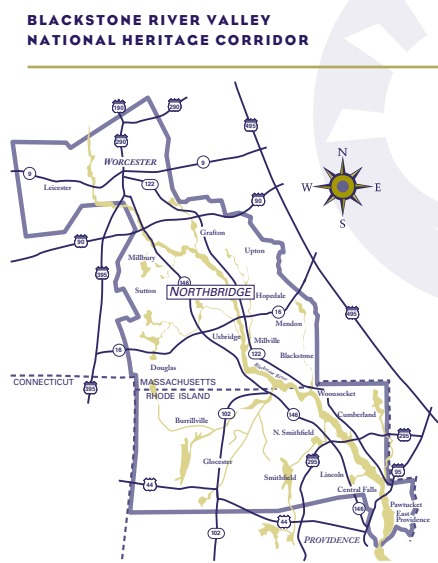 BLACKSTONE RIVER VALLEY
NATIONAL HERITAGE CORRIDOR
190
290
495
290
N
WORCESTER
9
9
122
Leicester
W
E
90
S
Grafton
90
Upton
Millbury
395
146
Sutton
NORTHBRIDGE
Hopedale
16
495
Mendon
Uxbridge
Millville
16
122
Blackstone
Douglas
Blackstone River
CONNECTICUT
MASSACHUSETTS
395
RHODE ISLAND
Woonsocket
102
146
Cumberland
Burrillville
N. Smithfield
295
Glocester
295
95
Smithfield
Lincoln
44
Central Falls
146
Pawtucket
East
Providence
44
102
PROVIDENCE